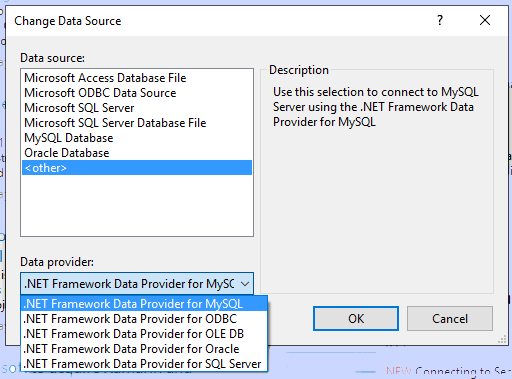 Change Data Source
Data source:
Microsoft Access Database File
Microsoft ODBC Data Source
Microsoft SQL Server
Microsoft SQL Server Database File
MySQL Database
Oracle Database
<other>
Description
Use this selection to connect to MySQL
Server using the .NET Framework Data
Provider for MySQL
Data provider:
.NET Framework Data Provider for MySQ
.NET Framework Data Provider for MySQL
.NET Framework Data Provider for ODBC
.NET Framework Data Provider for OLE DB
.NET Framework Data Provider for Oracle
.NET Framework Data Provider for SQL Server
OK
Cancel
NEW Connecting to Ser